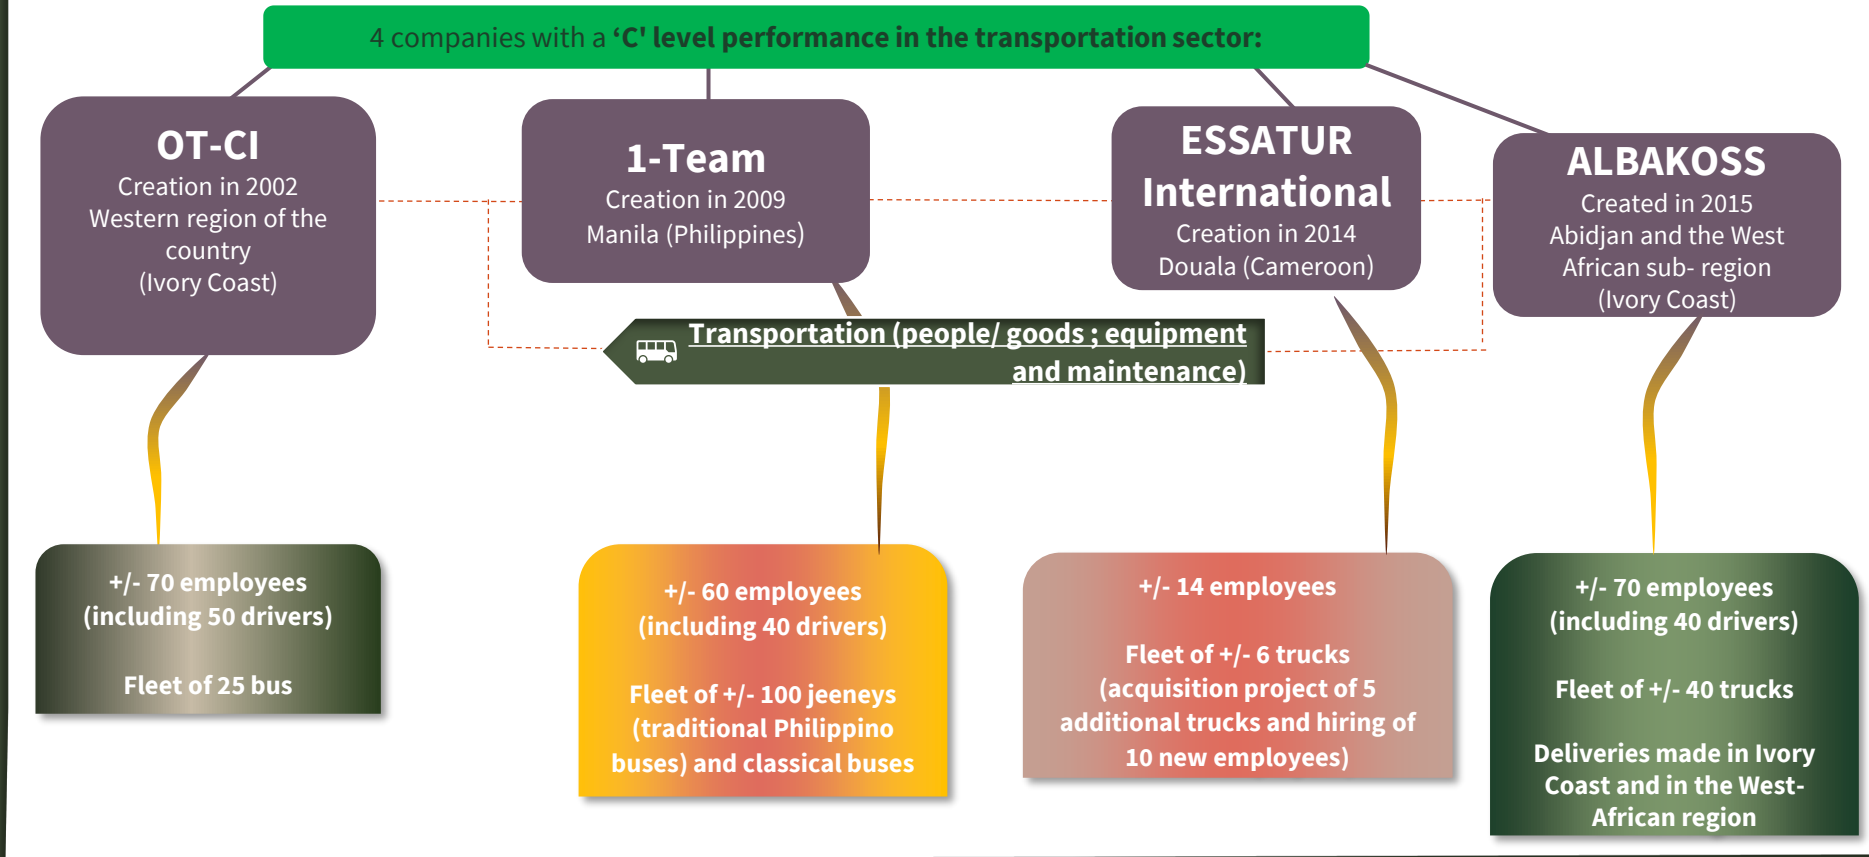 4 companies with a ‘C' level performance in the transportation sector:
OT-CI
Creation in 2002
Western region of the
country
(Ivory Coast)
1-Team
Creation in 2009
Manila (Philippines)
ESSATUR
International
Creation in 2014
Douala (Cameroon)
ALBAKOSS
Created in 2015
Abidjan and the West
African sub- region
(Ivory Coast)
Transportation (people/ goods ; equipment
and maintenance)
+/- 70 employees
(including 50 drivers)
Fleet of 25 bus
+/- 60 employees
(including 40 drivers)
Fleet of +/- 100 jeeneys
(traditional Philippino
buses) and classical buses
+/- 14 employees
Fleet of +/- 6 trucks
(acquisition project of 5
additional trucks and hiring of
10 new employees)
+/- 70 employees
(including 40 drivers)
Fleet of +/- 40 trucks
Deliveries made in Ivory
Coast and in the West-
African region